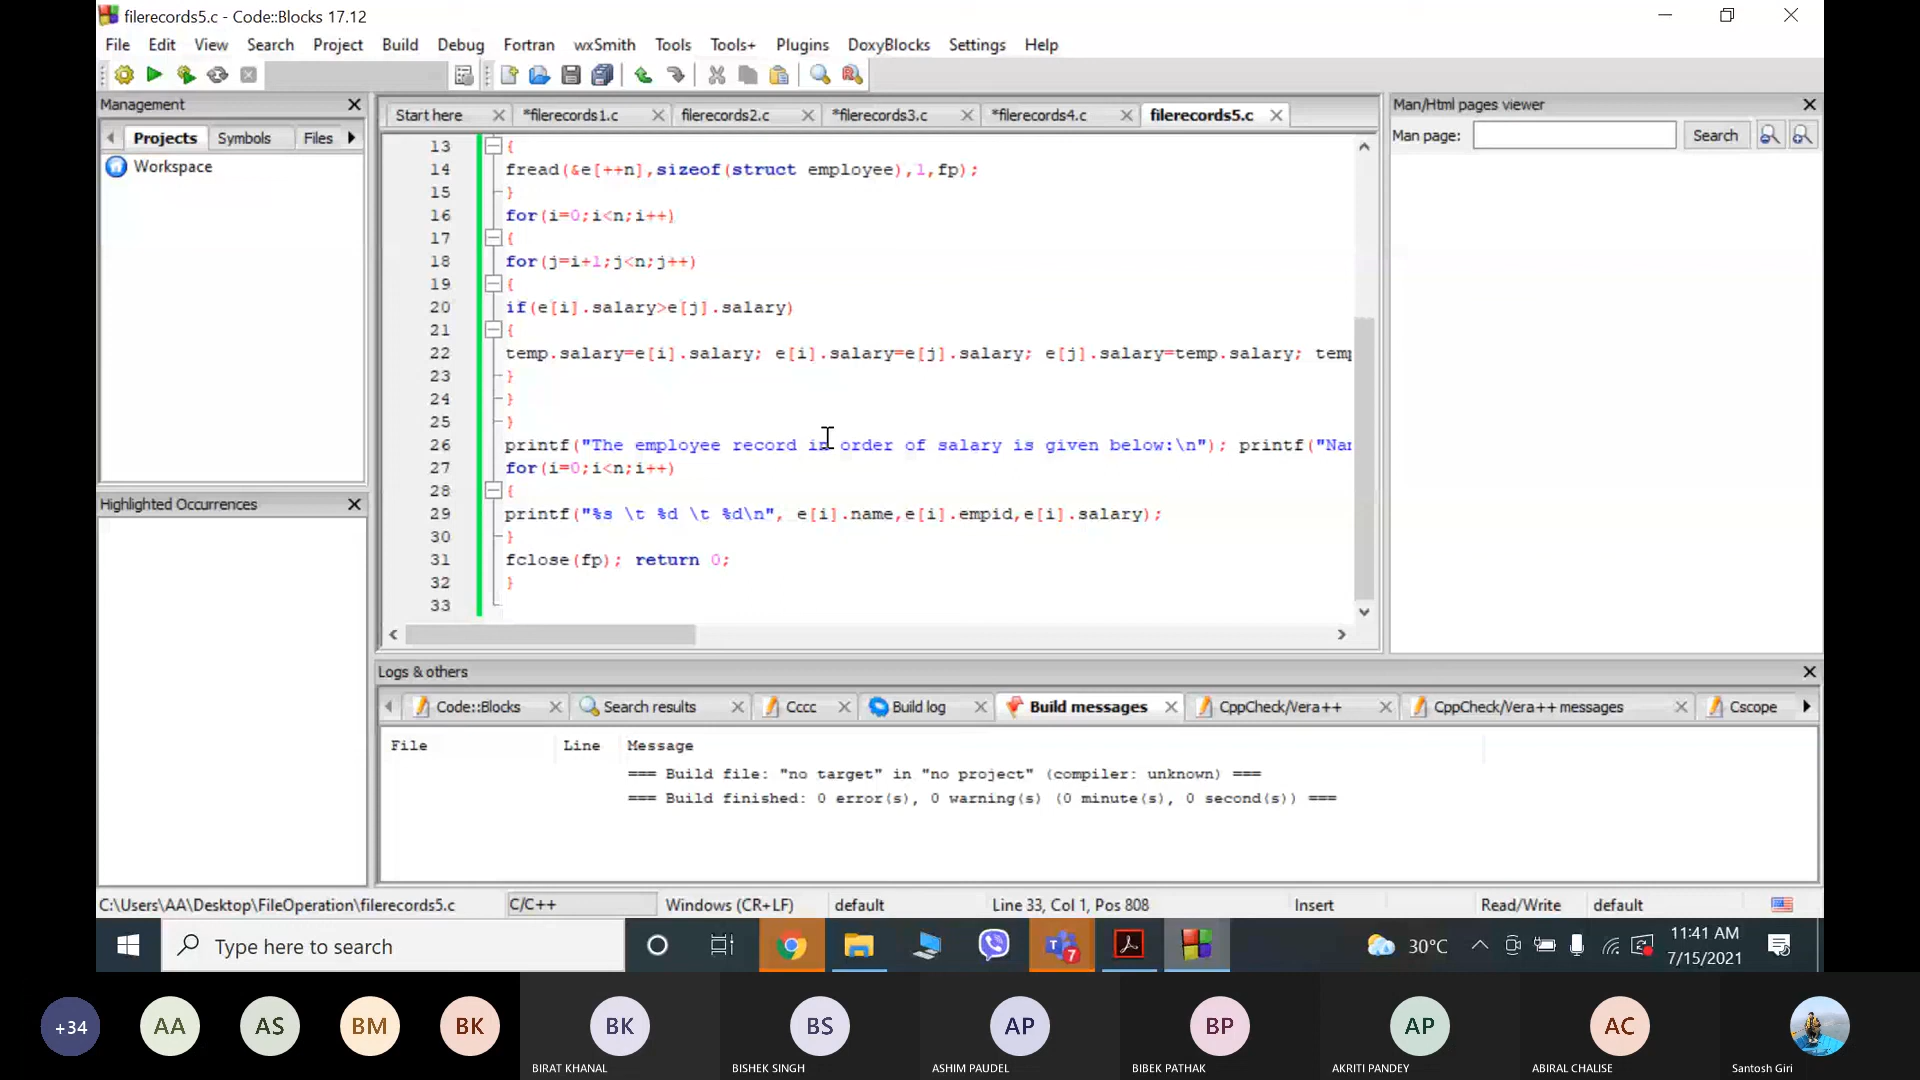 filerecords5.c - Code::Blocks 17.12
File Edit View Search Project Build Debug Fortran wxSmith Tools Tools+ Plugins DoxyBlocks Settings Help
Management
Projects Symbols Files
Workspace
Highlighted Occurrences
Start here *filerecords1.c filerecords2.c *filerecords3.c *filerecords4.c filerecords5.c
13 {
14 fread(&e[++n],sizeof(struct employee),1,fp);
15 }
16 for(i=0;i<n;i++)
17 {
18 for(j=i+1;j<n;j++)
19 {
20 if(e[i].salary>e[j].salary)
21 {
22 temp.salary=e[i].salary; e[i].salary=e[j].salary; e[j].salary=temp.salary; temp
23 }
24 }
25 }
26 printf("The employee record in order of salary is given below:\n"); printf("Nam
27 for(i=0;i<n;i++)
28 {
29 printf("%s \t %d \t %d\n", e[i].name,e[i].empid,e[i].salary);
30 }
31 fclose(fp); return 0;
32 }
33
Man/Html pages viewer
Man page: Search
Logs & others
Code::Blocks Search results Cccc Build log Build messages CppCheck/Vera++ CppCheck/Vera++ messages Cscope
File Line Message
=== Build file: "no target" in "no project" (compiler: unknown) ===
=== Build finished: 0 error(s), 0 warning(s) (0 minute(s), 0 second(s)) ===
C:\Users\AA\Desktop\FileOperation\filerecords5.c C/C++ Windows (CR+LF) default Line 33, Col 1, Pos 808 Insert Read/Write default
Type here to search
7
30°C
11:41 AM
7/15/2021
+34 AA AS BM BK BK BS AP BP AP AC
BIRAT KHANAL BISHEK SINGH ASHIM PAUDEL BIBEK PATHAK AKRITI PANDEY ABIRAL CHALISE Santosh Giri